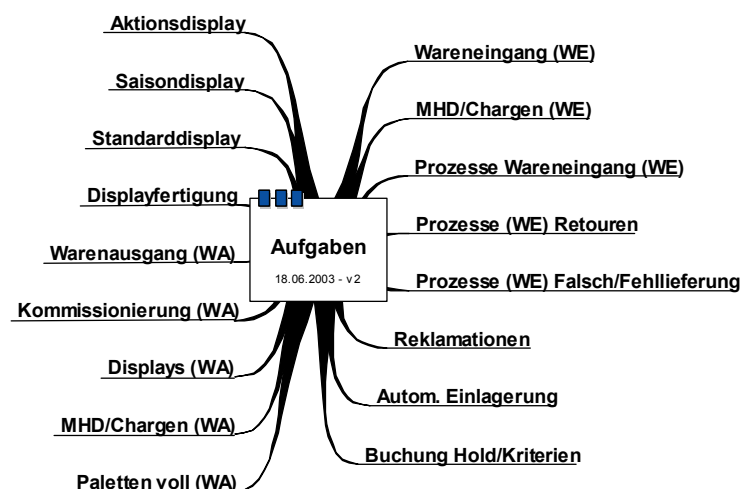 Aktionsdisplay
Saisondisplay
Standarddisplay
Displayfertigung
Warenausgang (WA)
Kommissionierung (WA)
Displays (WA)
MHD/Chargen (WA)
Paletten voll (WA)
Aufgaben
18.06.2003 - v2
Wareneingang (WE)
MHD/Chargen (WE)
Prozesse Wareneingang (WE)
Prozesse (WE) Retouren
Prozesse (WE) Falsch/Fehllieferung
Reklamationen
Autom. Einlagerung
Buchung Hold/Kriterien